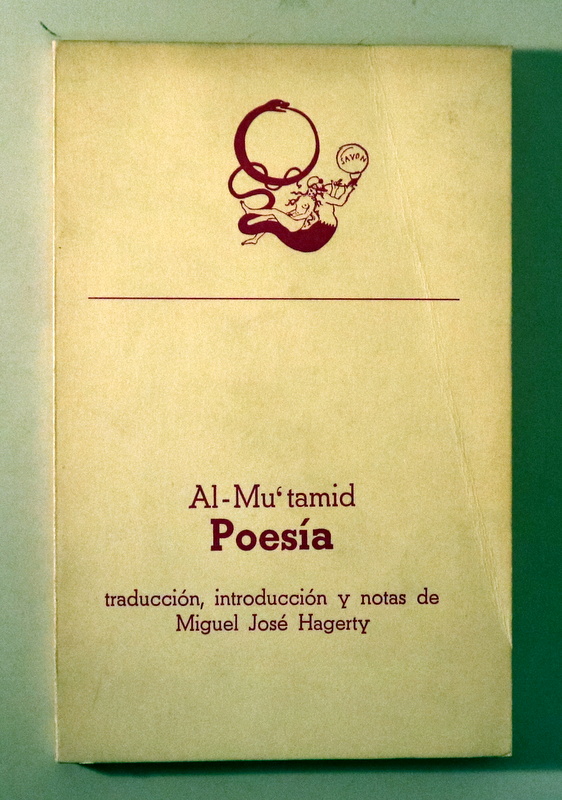 SAVON
Al-Mu‘tamid
Poesía
traducción, introducción y notas de
Miguel José Hagerty